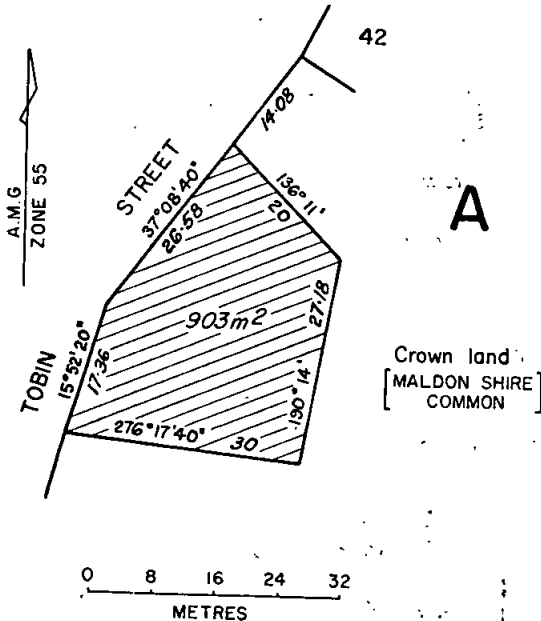 42
14·08
A.M.G
ZONE 55
STREET
37°08'40"
26·58
136°11'
20
A
903m²
27·18
190°14'
Crown land
[MALDON SHIRE
COMMON]
TOBIN
15°52'20"
17·36
276°17'40"
30
0 8 16 24 32
METRES